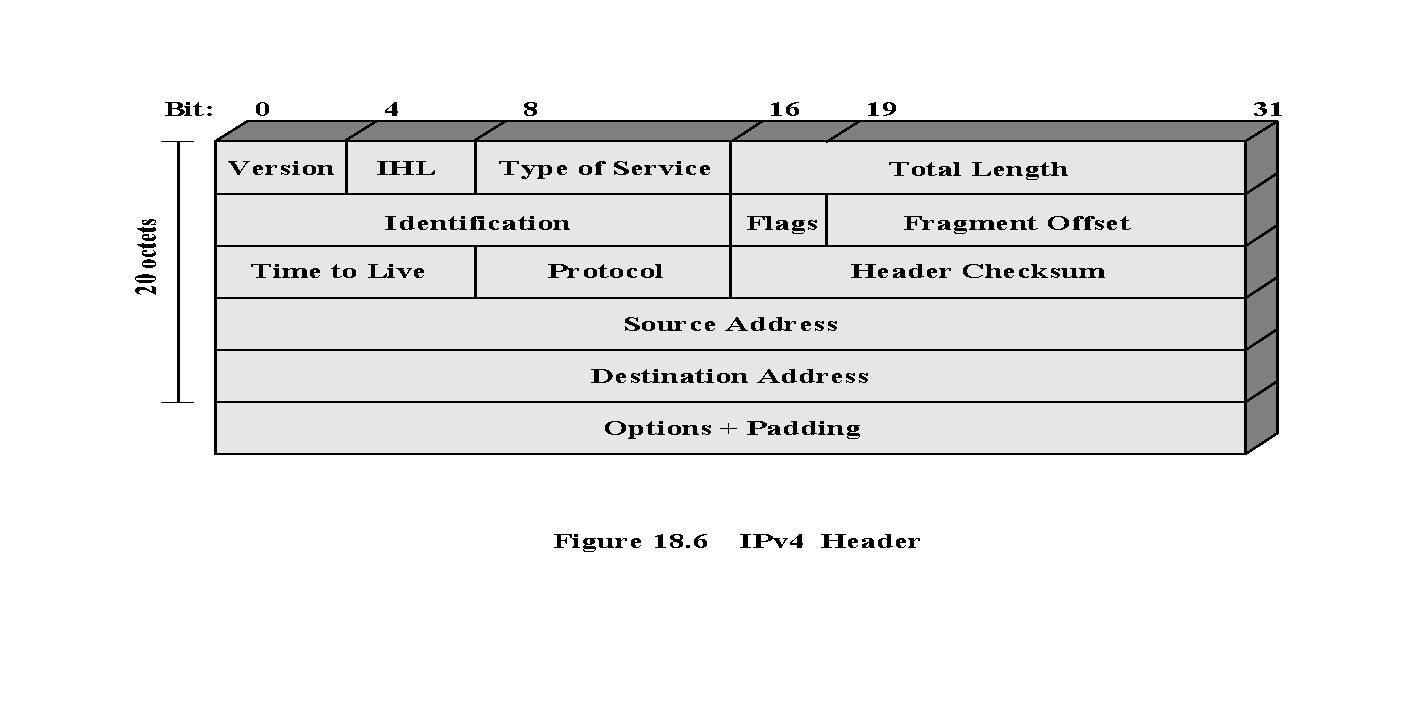 Bit: 0 4 8 16 19 31
Version IHL Type of Service Total Length
Identification Flags Fragment Offset
Time to Live Protocol Header Checksum
Source Address
20 octets
Destination Address
Options + Padding
Figure 18.6 IPv4 Header